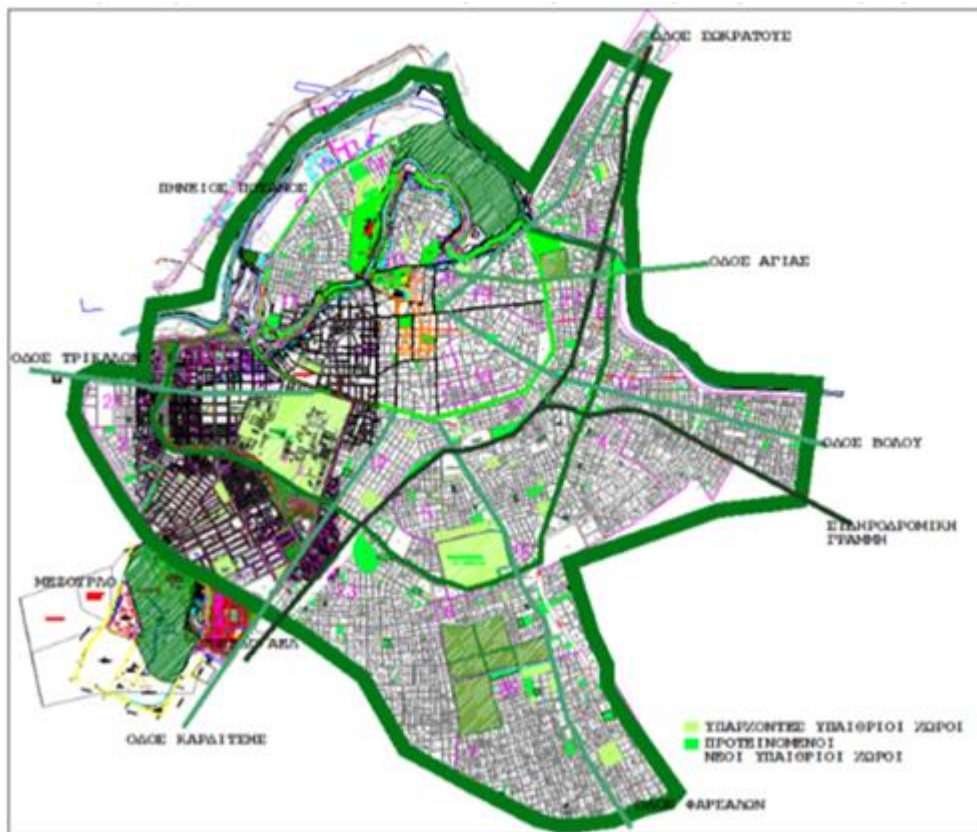 ΟΔΟΣ ΣΩΚΡΑΤΟΥΣ
ΠΗΝΕΙΟΣ ΠΟΤΑΜΟΣ
ΟΔΟΣ ΑΓΙΑΣ
ΟΔΟΣ ΤΡΙΚΑΛΩΝ
ΟΔΟΣ ΒΟΛΟΥ
ΣΙΔΗΡΟΔΡΟΜΙΚΗ
ΓΡΑΜΜΗ
ΜΕΖΟΥΡΛΟ
ΟΔΟΣ ΚΑΡΔΙΤΣΗΣ
ΥΠΑΡΧΟΝΤΕΣ ΥΠΑΙΘΡΙΟΙ ΧΩΡΟΙ
ΠΡΟΤΕΙΝΟΜΕΝΟΙ
ΝΕΟΙ ΥΠΑΙΘΡΙΟΙ ΧΩΡΟΙ
ΟΔΟΣ ΦΑΡΣΑΛΩΝ